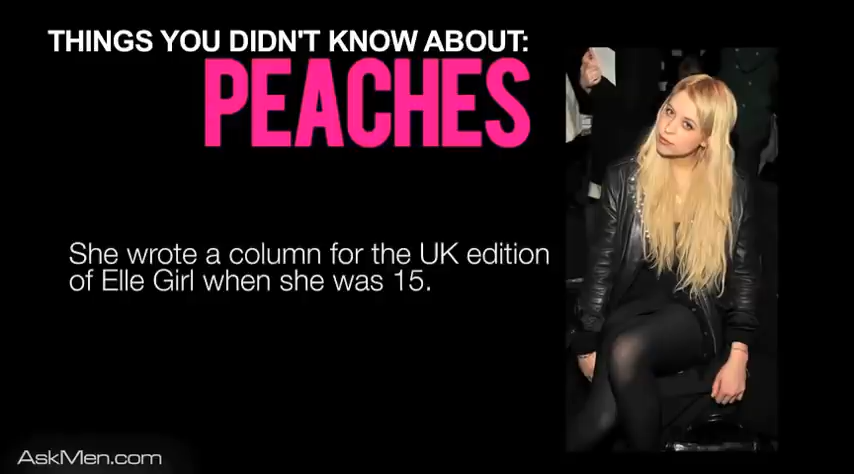 THINGS YOU DIDN'T KNOW ABOUT:
PEACHES
She wrote a column for the UK edition
of Elle Girl when she was 15.
AskMen.com